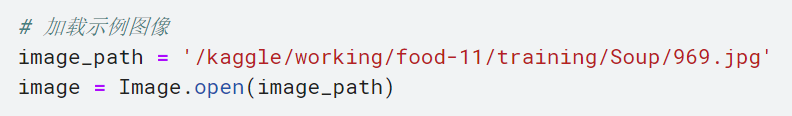 # 加载示例图像
image_path = '/kaggle/working/food-11/training/Soup/969.jpg'
image = Image.open(image_path)